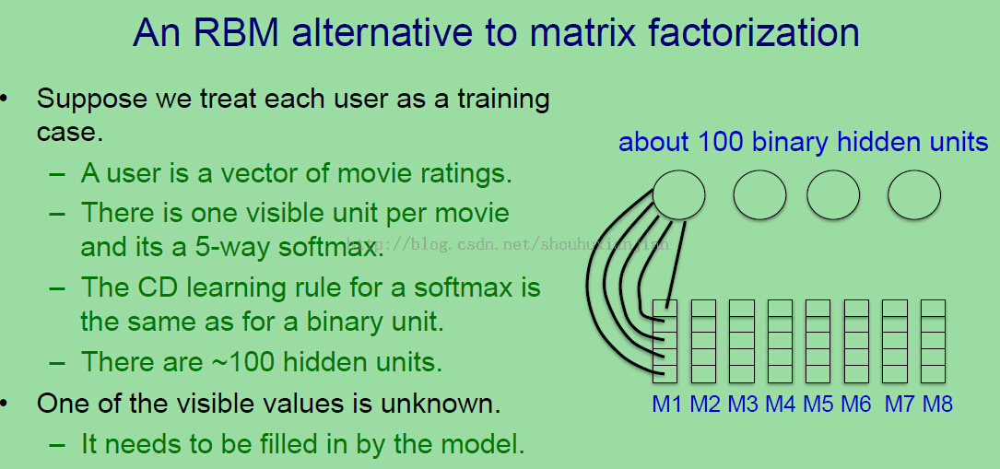 An RBM alternative to matrix factorization
• Suppose we treat each user as a training
case.
– A user is a vector of movie ratings.
– There is one visible unit per movie
and its a 5-way softmax.
– The CD learning rule for a softmax is
the same as for a binary unit.
– There are ~100 hidden units.
• One of the visible values is unknown.
– It needs to be filled in by the model.
about 100 binary hidden units
M1 M2 M3 M4 M5 M6 M7 M8
http://blog.csdn.net/shouhuxianjian